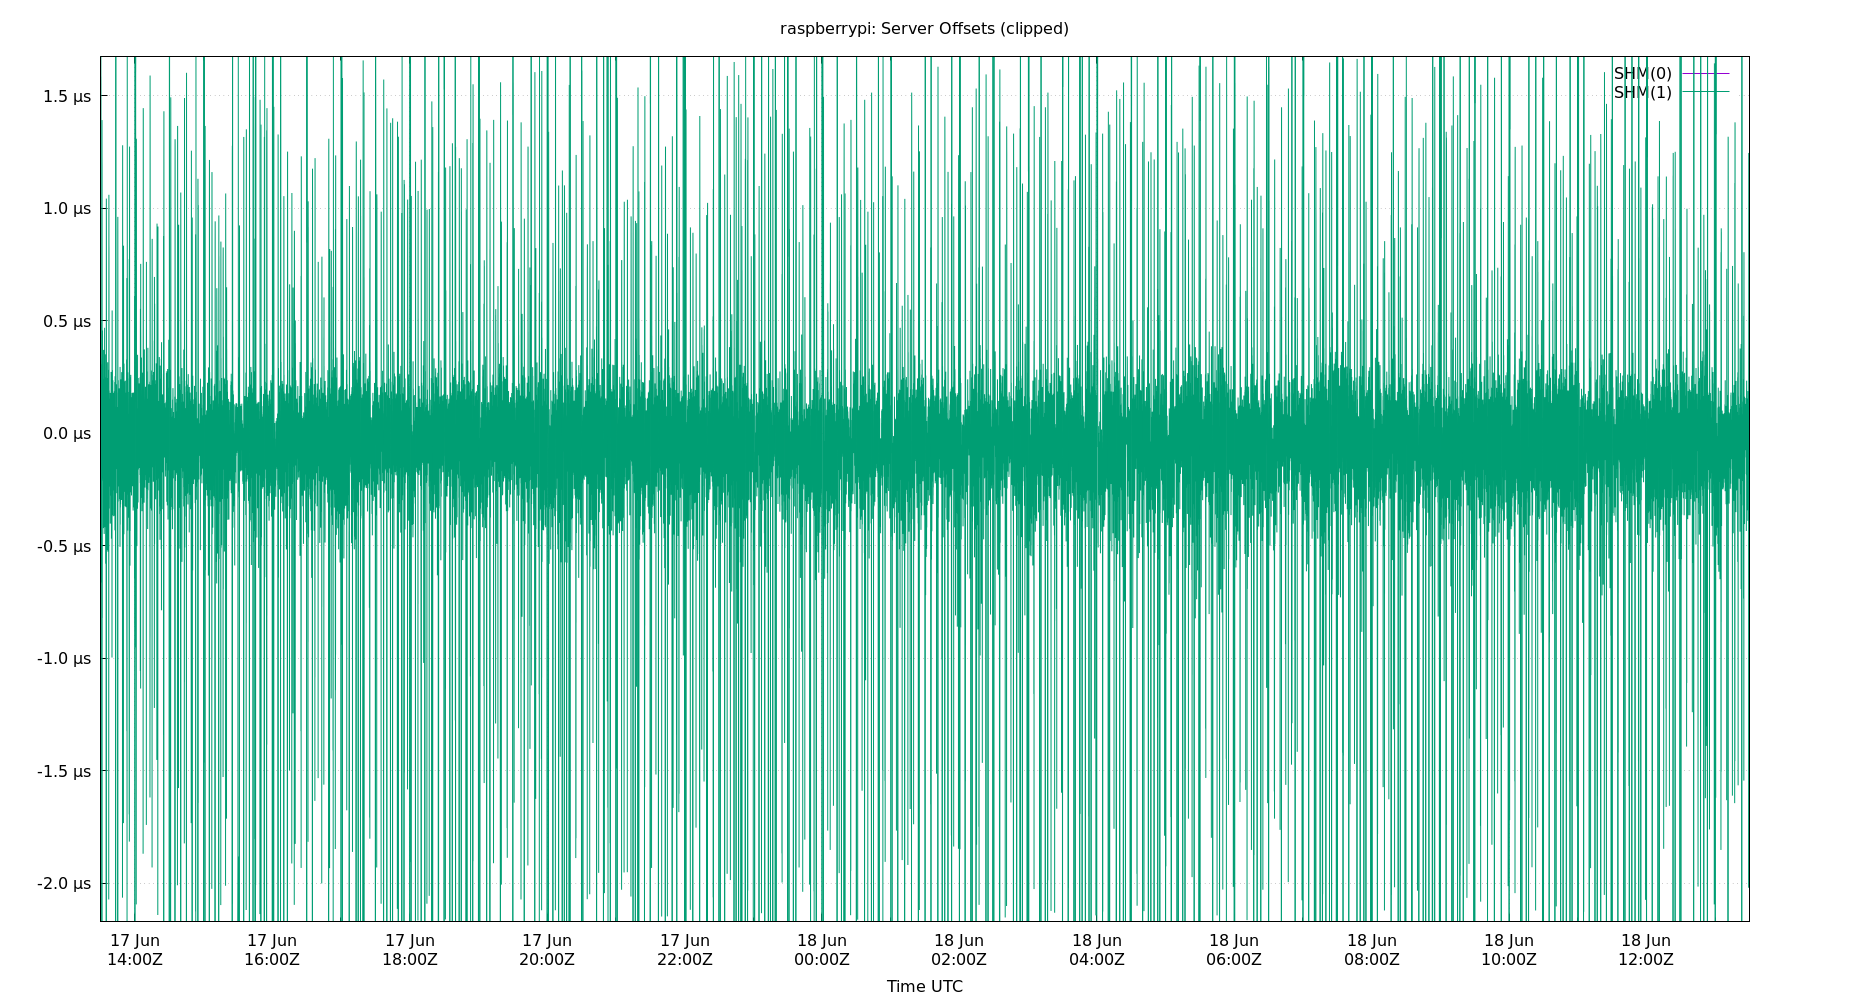 raspberrypi: Server Offsets (clipped)
SHM(0)
SHM(1)
1.5 µs
1.0 µs
0.5 µs
0.0 µs
-0.5 µs
-1.0 µs
-1.5 µs
-2.0 µs
17 Jun 17 Jun 17 Jun 17 Jun 17 Jun 18 Jun 18 Jun 18 Jun 18 Jun 18 Jun 18 Jun 18 Jun
14:00Z 16:00Z 18:00Z 20:00Z 22:00Z 00:00Z 02:00Z 04:00Z 06:00Z 08:00Z 10:00Z 12:00Z
Time UTC